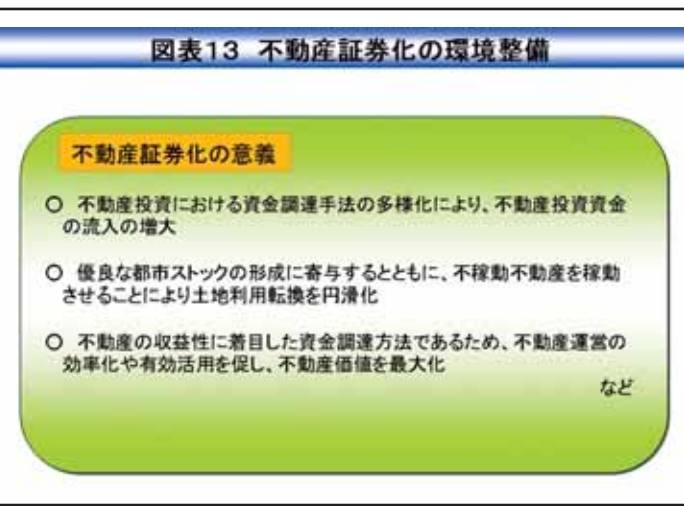 図表13 不動産証券化の環境整備
不動産証券化の意義
○ 不動産投資における資金調達手法の多様化により、不動産投資資金
の流入の増大
○ 優良な都市ストックの形成に寄与するとともに、不稼動不動産を稼動
させることにより土地利用転換を円滑化
○ 不動産の収益性に着目した資金調達方法であるため、不動産運営の
効率化や有効活用を促し、不動産価値を最大化
など